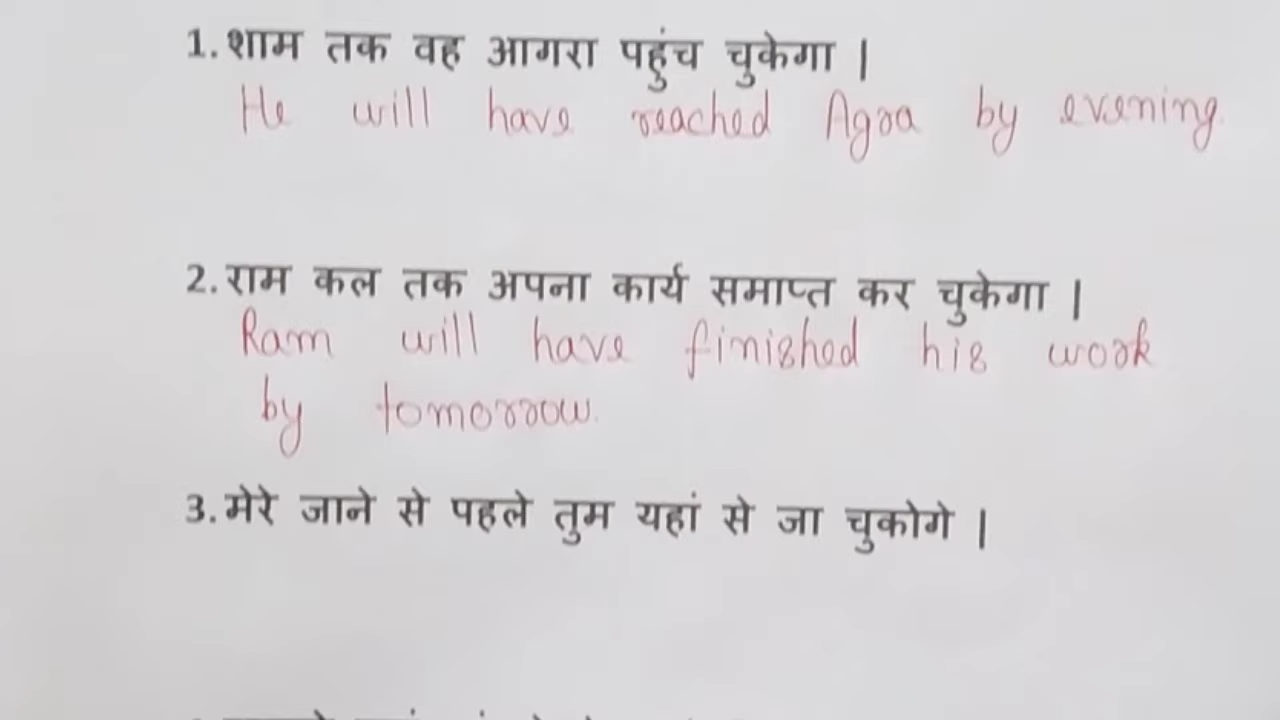 1. शाम तक वह आगरा पहुंच चुकेगा |
He will have reached Agra by evening.
2. राम कल तक अपना कार्य समाप्त कर चुकेगा |
Ram will have finished his work
by tomorrow.
3. मेरे जाने से पहले तुम यहां से जा चुकोगे |